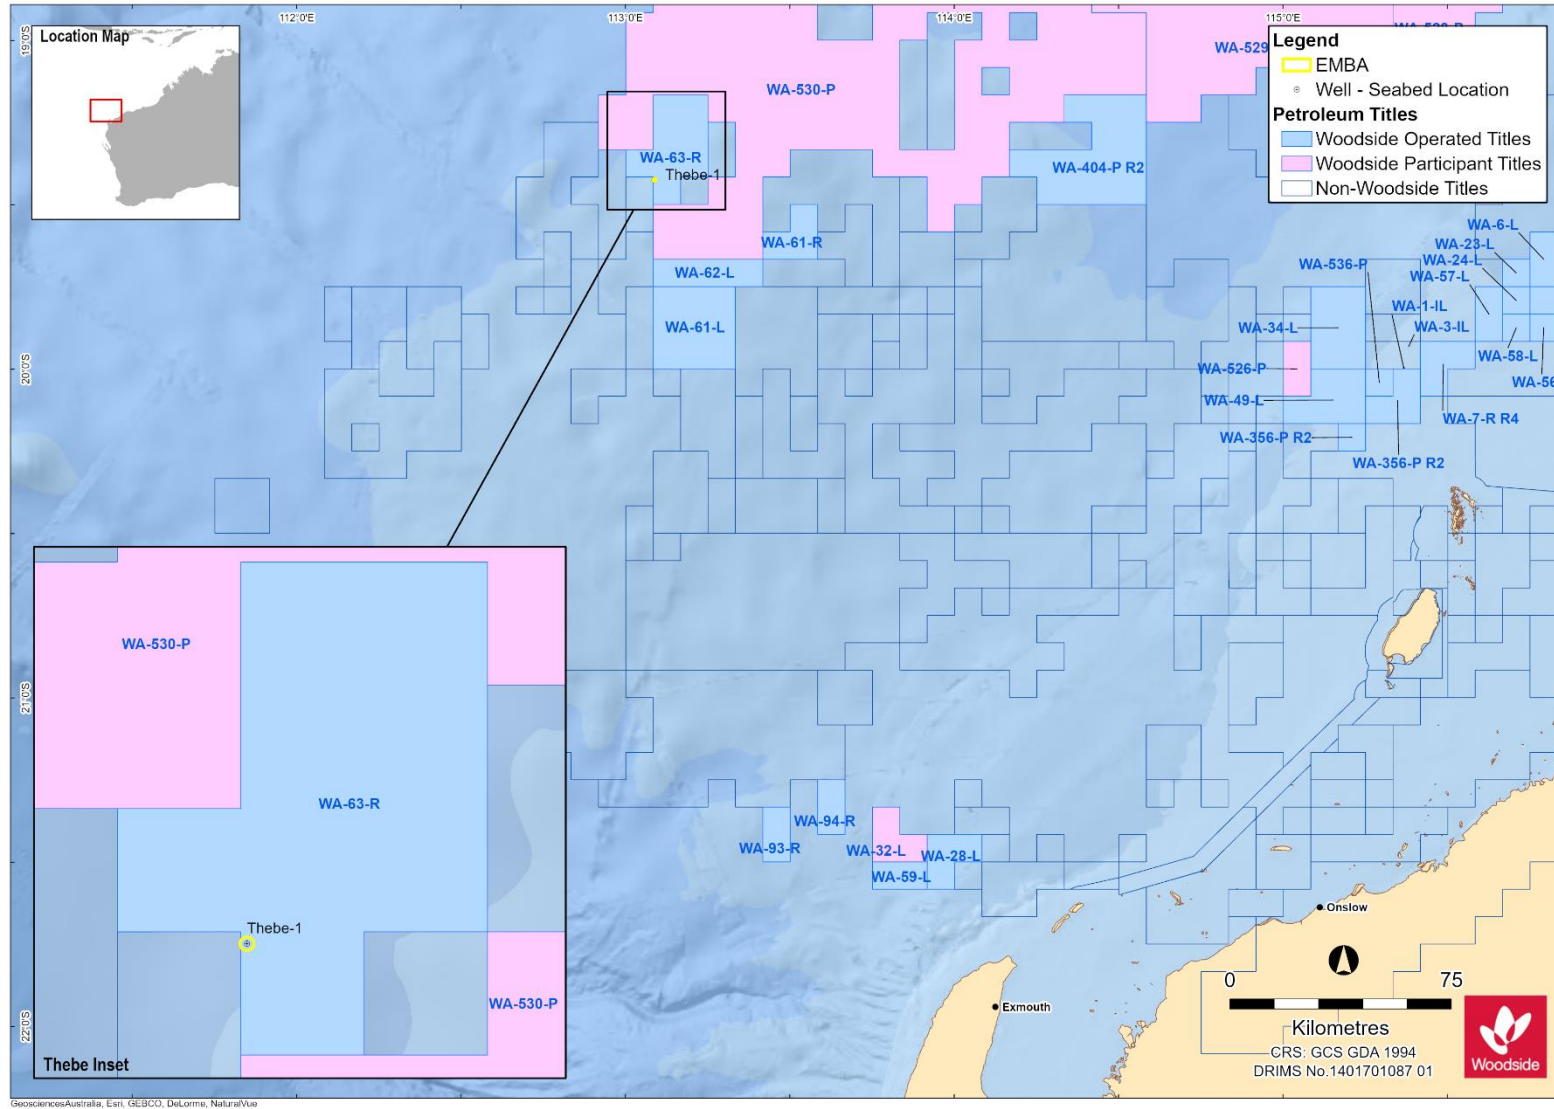 112°0'E
113°0'E
114°0'E
115°0'E
19°0'S
20°0'S
21°0'S
22°0'S
Location Map
Legend
EMBA
Well - Seabed Location
Petroleum Titles
Woodside Operated Titles
Woodside Participant Titles
Non-Woodside Titles
WA-529
WA-530-P
WA-63-R
Thebe-1
WA-404-P R2
WA-61-R
WA-62-L
WA-61-L
WA-6-L
WA-23-L
WA-24-L
WA-57-L
WA-536-P
WA-1-IL
WA-3-IL
WA-34-L
WA-58-L
WA-526-P
WA-56
WA-49-L
WA-7-R R4
WA-356-P R2
WA-356-P R2
WA-530-P
WA-63-R
Thebe-1
WA-530-P
Thebe Inset
WA-94-R
WA-93-R
WA-32-L
WA-28-L
WA-59-L
Onslow
Exmouth
0 75
Kilometres
CRS: GCS GDA 1994
DRIMS No.1401701087 01
Woodside
GeosciencesAustralia, Esri, GEBCO, DeLorme, NaturalVue